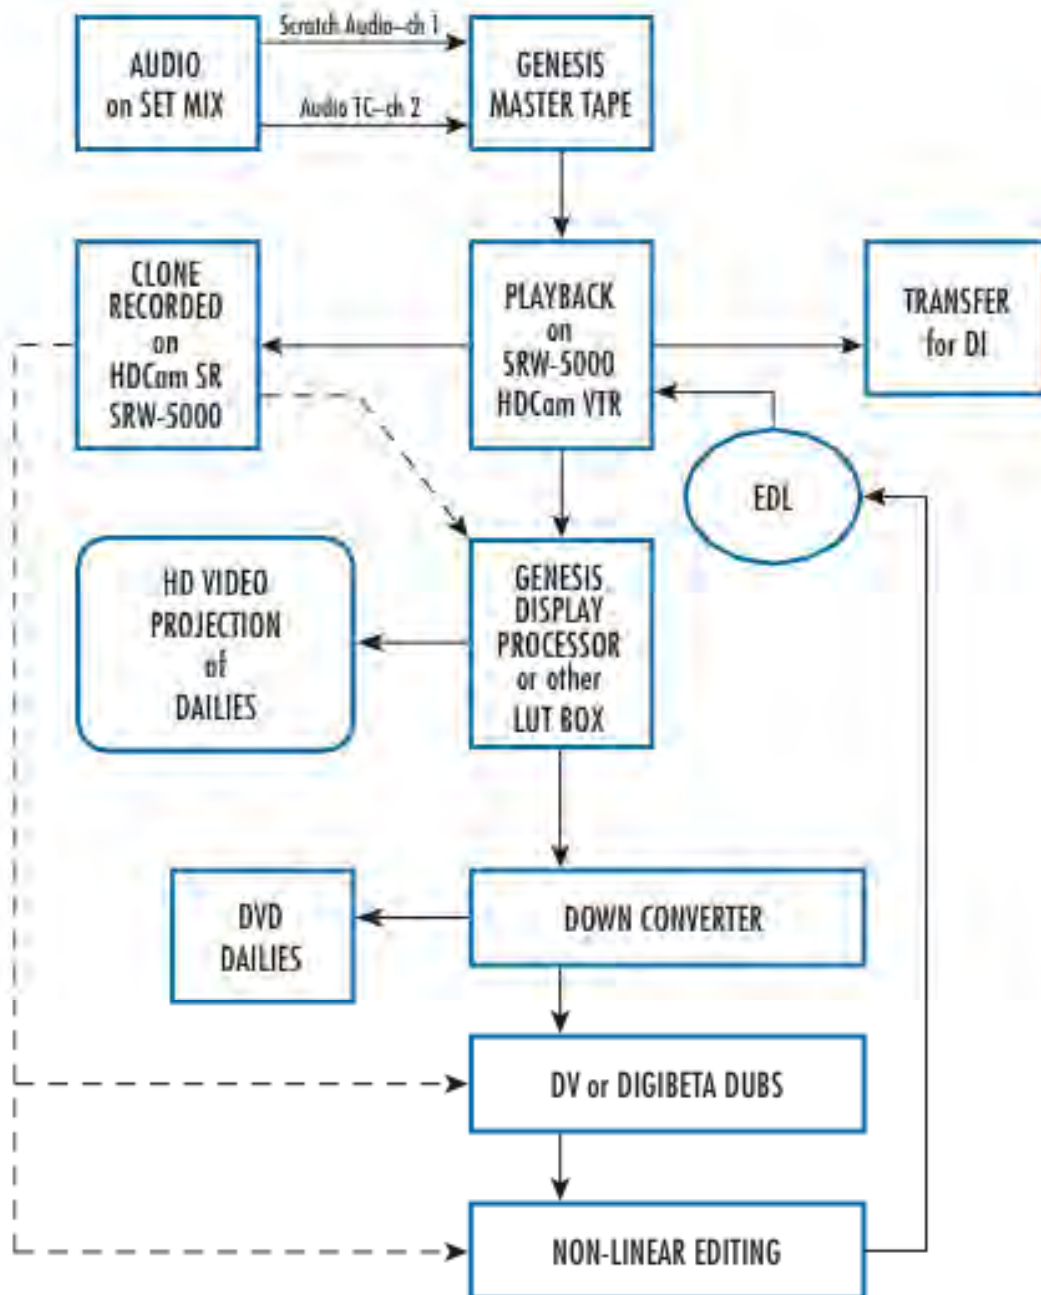 Scratch Audio–ch 1
AUDIO
on SET MIX
Audio TC–ch 2
GENESIS
MASTER TAPE
CLONE
RECORDED
on
HDCam SR
SRW-5000
PLAYBACK
on
SRW-5000
HDCam VTR
TRANSFER
for DI
EDL
HD VIDEO
PROJECTION
of
DAILIES
GENESIS
DISPLAY
PROCESSOR
or other
LUT BOX
DVD
DAILIES
DOWN CONVERTER
DV or DIGIBETA DUBS
NON-LINEAR EDITING